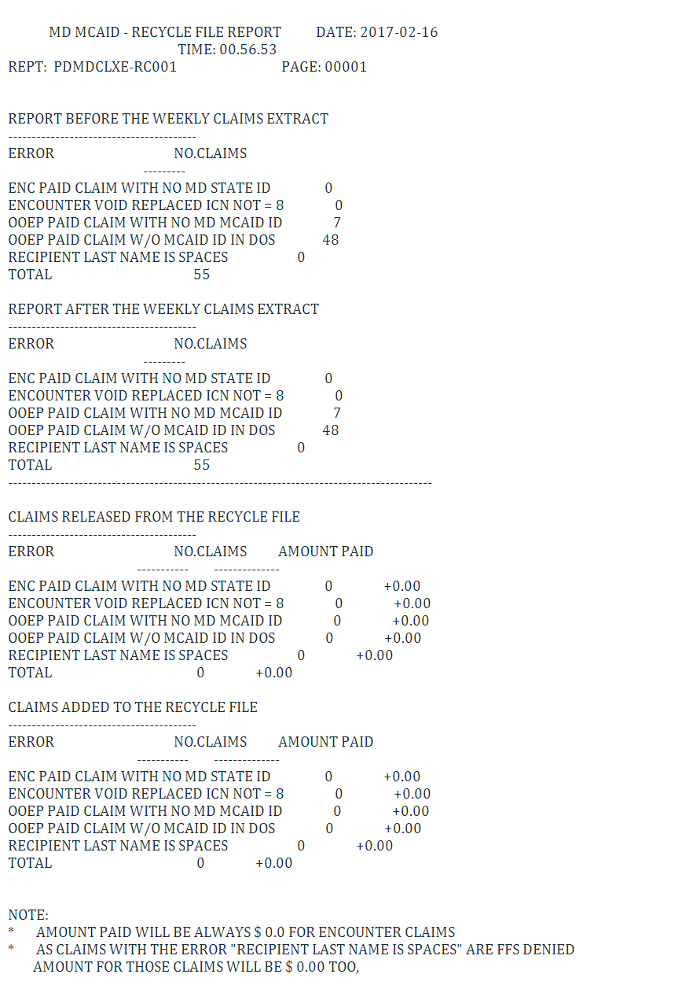 MD MCAID - RECYCLE FILE REPORT DATE: 2017-02-16
TIME: 00.56.53
REPT: PDMDCLXE-RC001 PAGE: 00001
REPORT BEFORE THE WEEKLY CLAIMS EXTRACT
----------------------------------------
ERROR NO.CLAIMS
---------
ENC PAID CLAIM WITH NO MD STATE ID 0
ENCOUNTER VOID REPLACED ICN NOT = 8 0
OOEP PAID CLAIM WITH NO MD MCAID ID 7
OOEP PAID CLAIM W/O MCAID ID IN DOS 48
RECIPIENT LAST NAME IS SPACES 0
TOTAL 55
REPORT AFTER THE WEEKLY CLAIMS EXTRACT
----------------------------------------
ERROR NO.CLAIMS
---------
ENC PAID CLAIM WITH NO MD STATE ID 0
ENCOUNTER VOID REPLACED ICN NOT = 8 0
OOEP PAID CLAIM WITH NO MD MCAID ID 7
OOEP PAID CLAIM W/O MCAID ID IN DOS 48
RECIPIENT LAST NAME IS SPACES 0
TOTAL 55
------------------------------------------------------------------------------------------
CLAIMS RELEASED FROM THE RECYCLE FILE
----------------------------------------
ERROR NO.CLAIMS AMOUNT PAID
----------- --------------
ENC PAID CLAIM WITH NO MD STATE ID 0 +0.00
ENCOUNTER VOID REPLACED ICN NOT = 8 0 +0.00
OOEP PAID CLAIM WITH NO MD MCAID ID 0 +0.00
OOEP PAID CLAIM W/O MCAID ID IN DOS 0 +0.00
RECIPIENT LAST NAME IS SPACES 0 +0.00
TOTAL 0 +0.00
CLAIMS ADDED TO THE RECYCLE FILE
----------------------------------------
ERROR NO.CLAIMS AMOUNT PAID
----------- --------------
ENC PAID CLAIM WITH NO MD STATE ID 0 +0.00
ENCOUNTER VOID REPLACED ICN NOT = 8 0 +0.00
OOEP PAID CLAIM WITH NO MD MCAID ID 0 +0.00
OOEP PAID CLAIM W/O MCAID ID IN DOS 0 +0.00
RECIPIENT LAST NAME IS SPACES 0 +0.00
TOTAL 0 +0.00
NOTE:
* AMOUNT PAID WILL BE ALWAYS $ 0.0 FOR ENCOUNTER CLAIMS
* AS CLAIMS WITH THE ERROR "RECIPIENT LAST NAME IS SPACES" ARE FFS DENIED
AMOUNT FOR THOSE CLAIMS WILL BE $ 0.00 TOO,